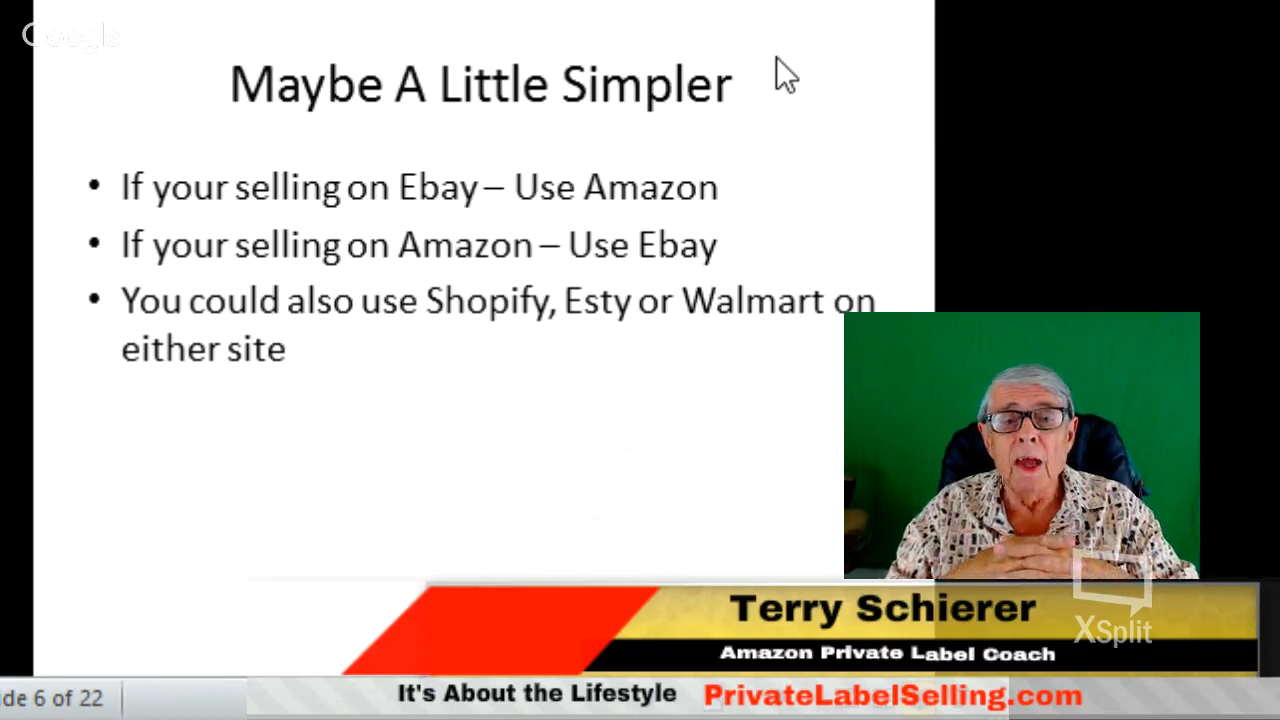 Google
Maybe A Little Simpler
• If your selling on Ebay – Use Amazon
• If your selling on Amazon – Use Ebay
• You could also use Shopify, Esty or Walmart on
either site
Terry Schierer
XSplit
Amazon Private Label Coach
de 6 of 22
It's About the Lifestyle PrivateLabelSelling.com